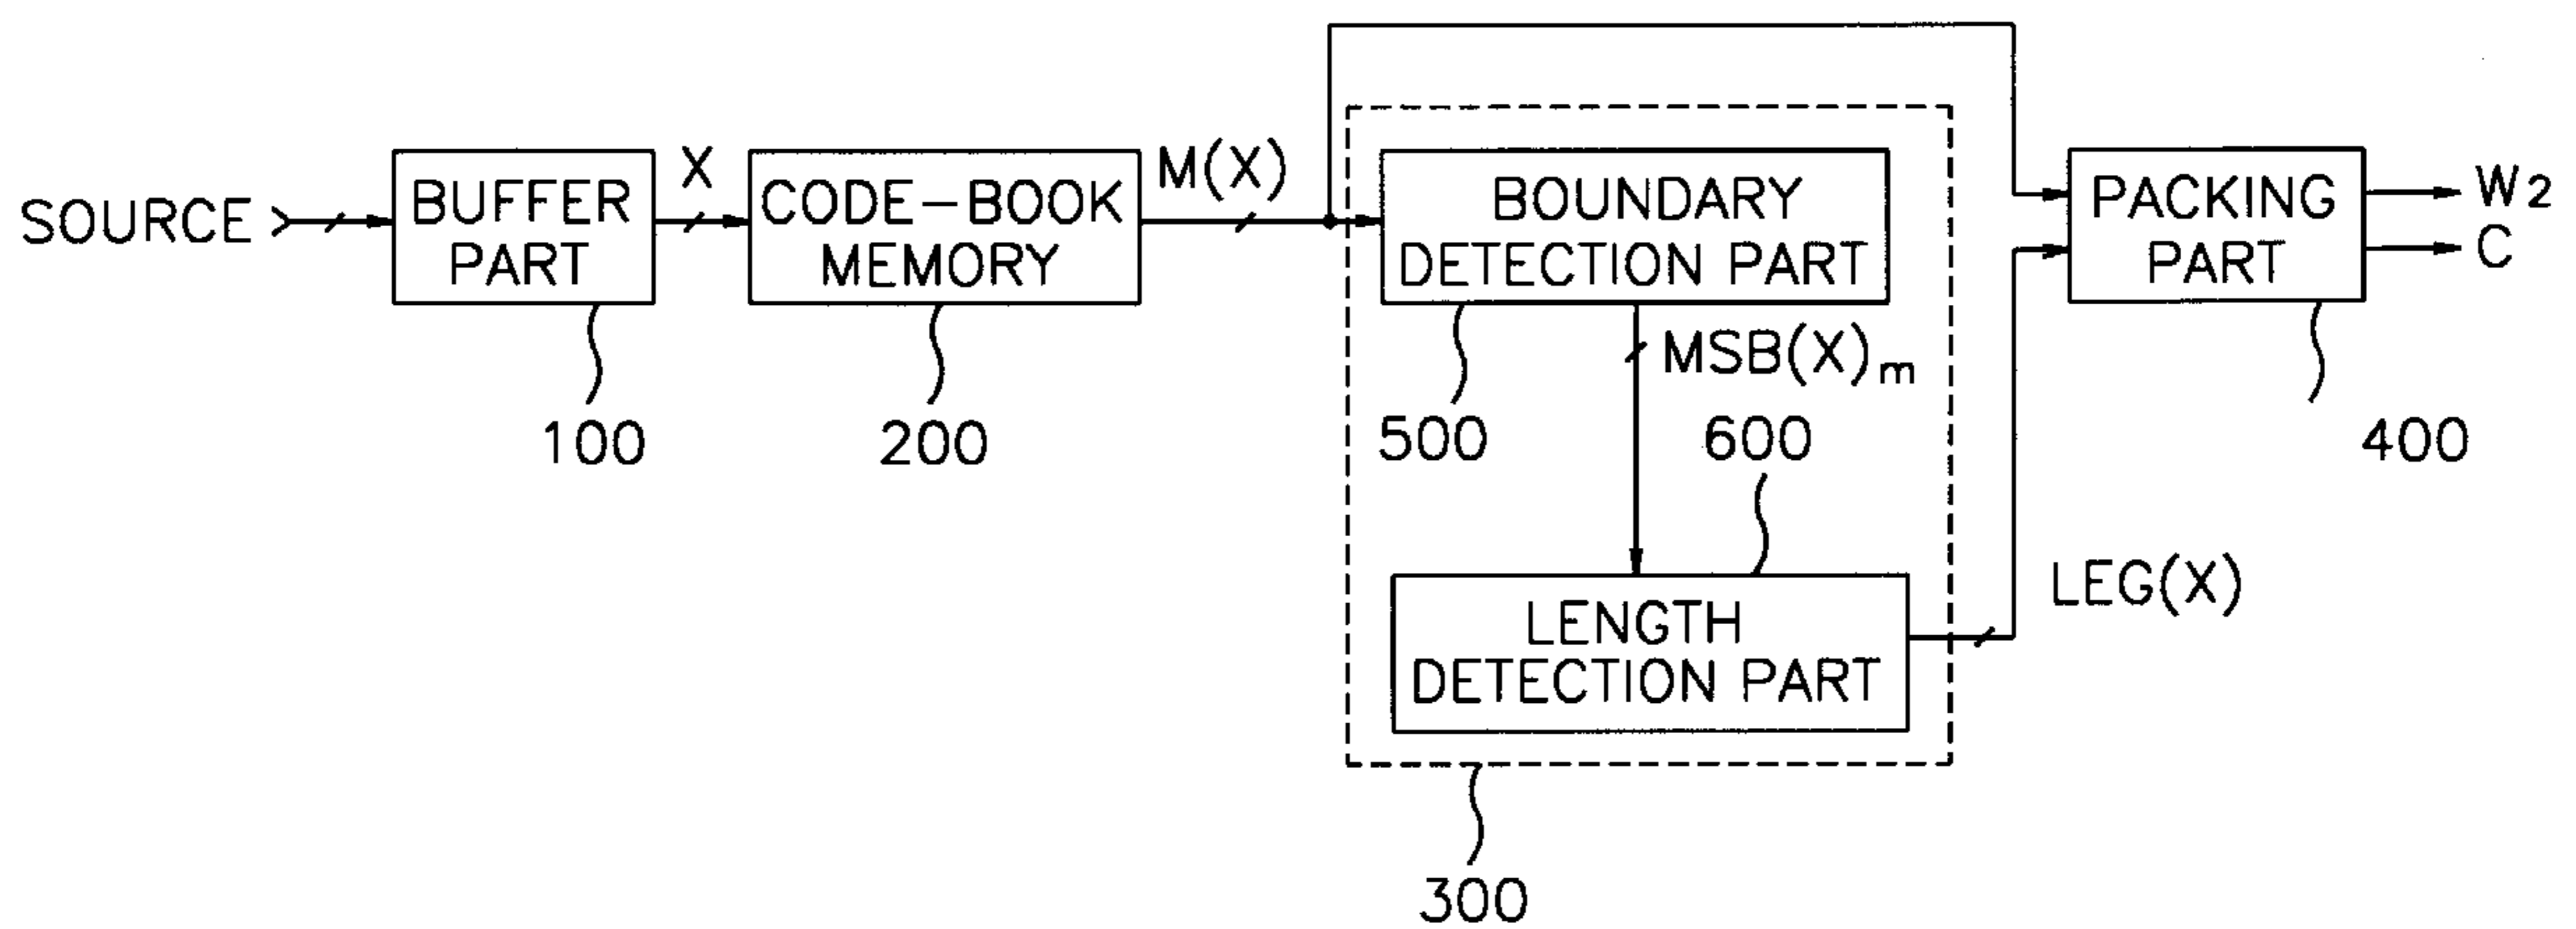 SOURCE
BUFFER
PART
100
X
CODE-BOOK
MEMORY
200
M(X)
BOUNDARY
DETECTION PART
500
MSB(X)m
600
LENGTH
DETECTION PART
300
LEG(X)
PACKING
PART
400
W2
C